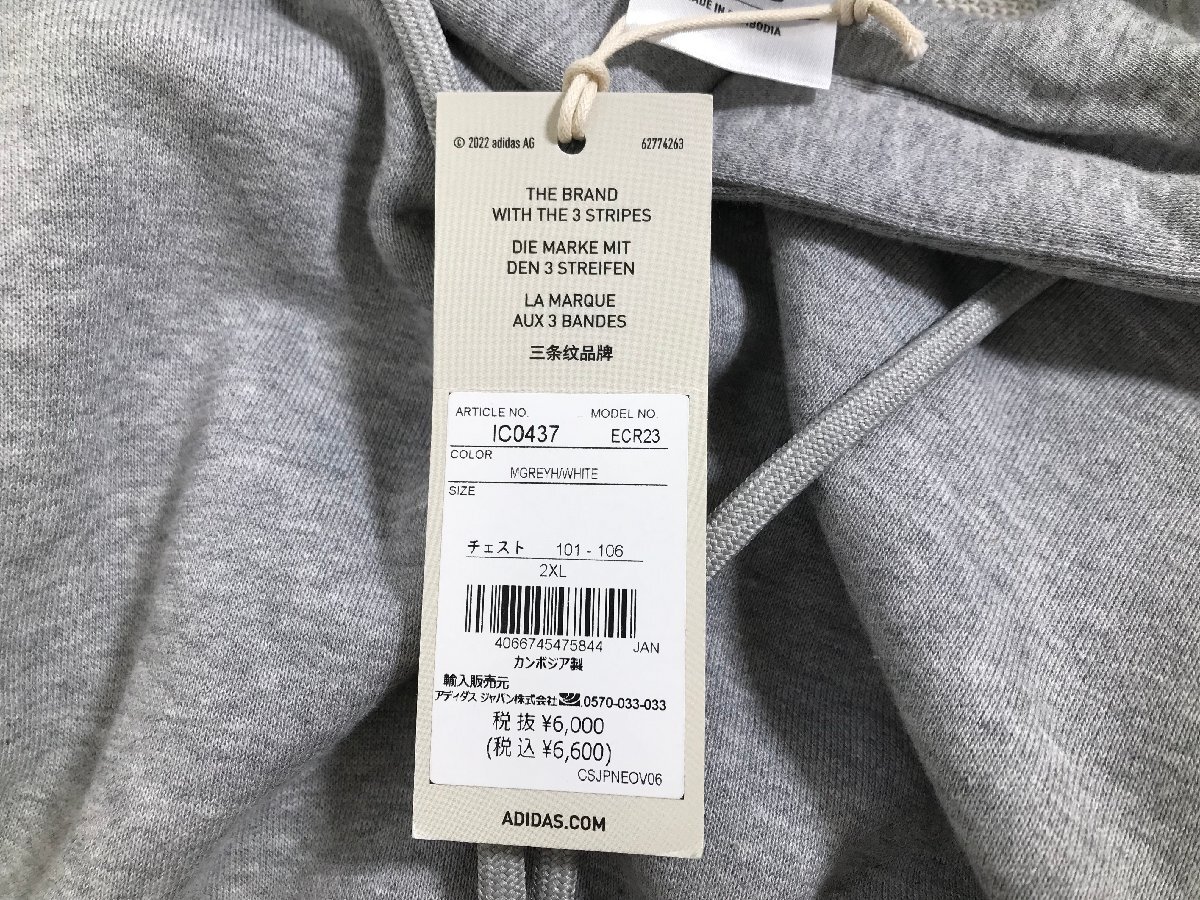 MADE IN CAMBODIA
© 2022 adidas AG 62774263
THE BRAND
WITH THE 3 STRIPES
DIE MARKE MIT
DEN 3 STREIFEN
LA MARQUE
AUX 3 BANDES
三条纹品牌
ARTICLE NO. MODEL NO.
IC0437 ECR23
COLOR
MGREYH/WHITE
SIZE
チェスト 101 - 106
2XL
4066745475844 JAN
カンボジア製
輸入販売元
アディダス ジャパン株式会社 0570-033-033
税抜 ¥6,000
(税込 ¥6,600)
CSJPNEOV06
ADIDAS.COM